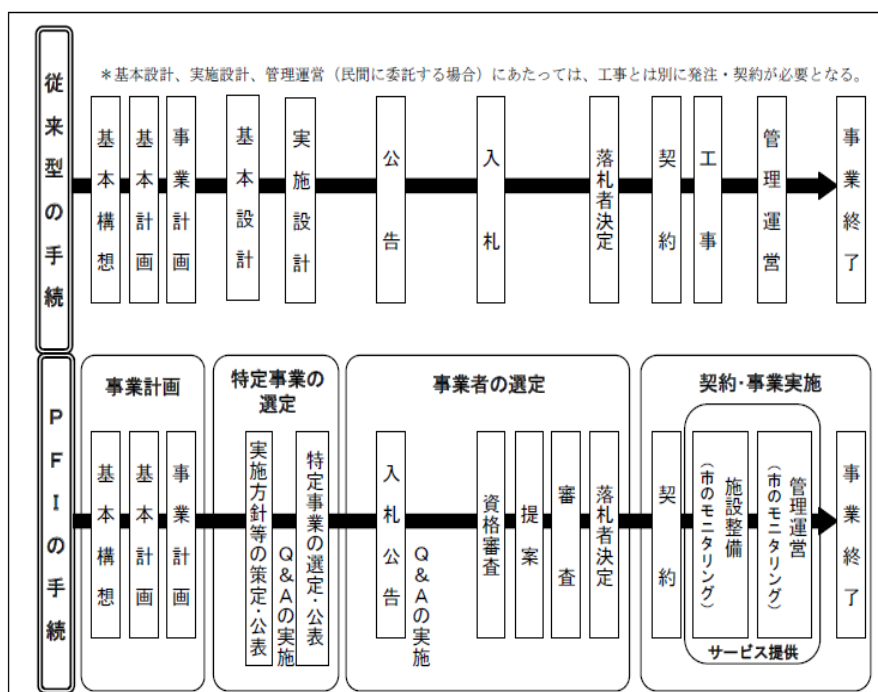 従来型の手続
＊基本設計、実施設計、管理運営（民間に委託する場合）にあたっては、工事とは別に発注・契約が必要となる。
基本構想
基本計画
事業計画
基本設計
実施設計
公告
入札
落札者決定
契約
工事
管理運営
事業終了
ＰＦＩの手続
事業計画
基本構想
基本計画
事業計画
特定事業の
選定
実施方針等の策定・公表
Ｑ＆Ａの実施
特定事業の選定・公表
事業者の選定
入札公告
Ｑ＆Ａの実施
資格審査
提案
審査
落札者決定
契約・事業実施
契約
施設整備
（市のモニタリング）
管理運営
（市のモニタリング）
サービス提供
事業終了